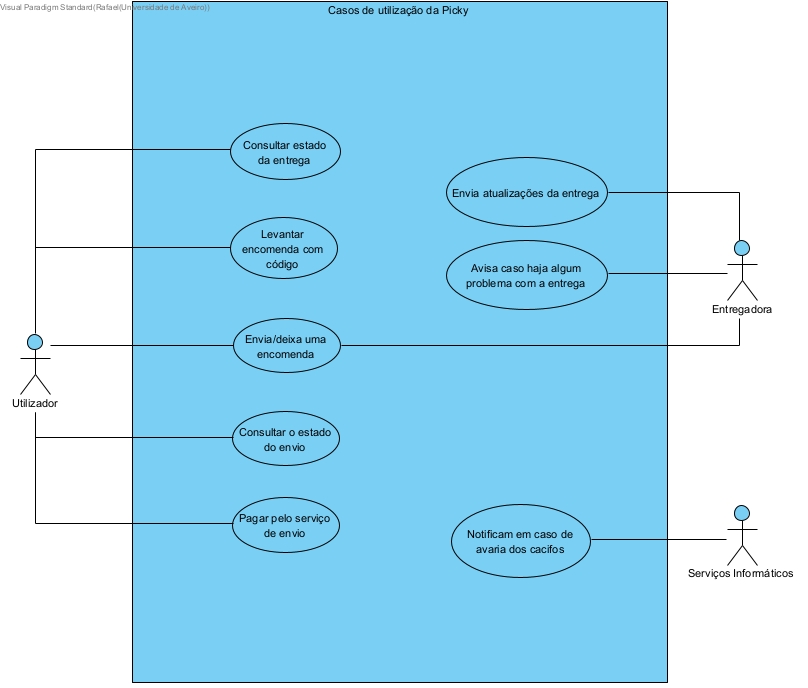 Visual Paradigm Standard(Rafael(Universidade de Aveiro))
Casos de utilização da Picky
Consultar estado
da entrega
Envia atualizações da entrega
Levantar
encomenda com
código
Avisa caso haja algum
problema com a entrega
Entregadora
Envia/deixa uma
encomenda
Utilizador
Consultar o estado
do envio
Pagar pelo serviço
de envio
Notificam em caso de
avaria dos cacifos
Serviços Informáticos